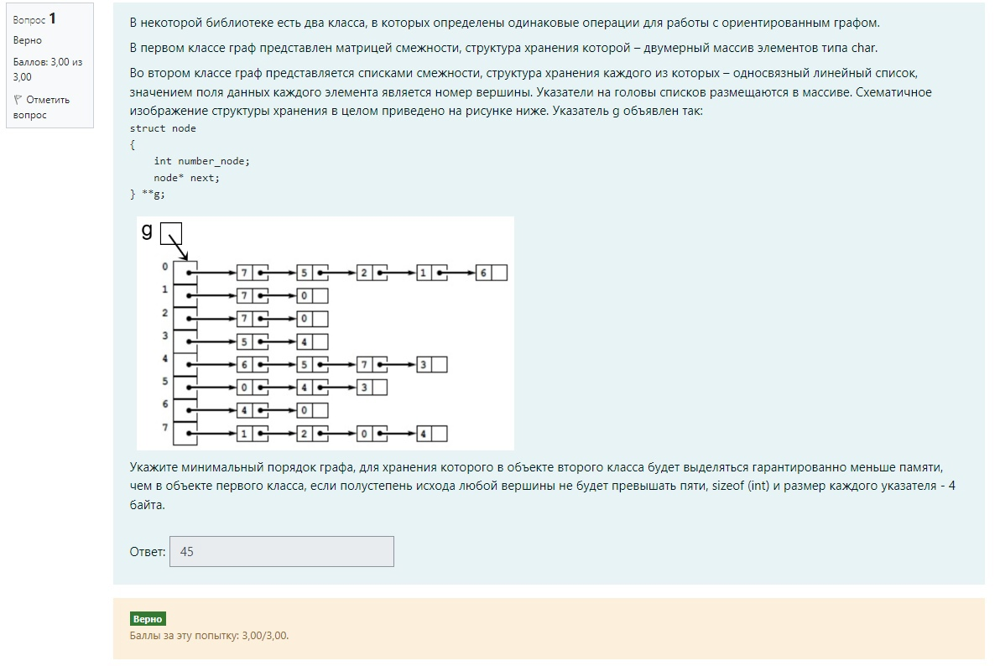 Вопрос 1
Верно
Баллов: 3,00 из
3,00
Отметить
вопрос
В некоторой библиотеке есть два класса, в которых определены одинаковые операции для работы с ориентированным графом.
В первом классе граф представлен матрицей смежности, структура хранения которой – двумерный массив элементов типа char.
Во втором классе граф представляется списками смежности, структура хранения каждого из которых – односвязный линейный список,
значением поля данных каждого элемента является номер вершины. Указатели на головы списков размещаются в массиве. Схематичное
изображение структуры хранения в целом приведено на рисунке ниже. Указатель g объявлен так:
struct node
{
int number_node;
node* next;
} **g;
g
0 7 5 2 1 6
1 7 0
2 7 0
3 5 4
4 6 5 7 3
5 0 4 3
6 4 0
7 1 2 0 4
Укажите минимальный порядок графа, для хранения которого в объекте второго класса будет выделяться гарантированно меньше памяти,
чем в объекте первого класса, если полустепень исхода любой вершины не будет превышать пяти, sizeof (int) и размер каждого указателя - 4
байта.
Ответ: 45
Верно
Баллы за эту попытку: 3,00/3,00.